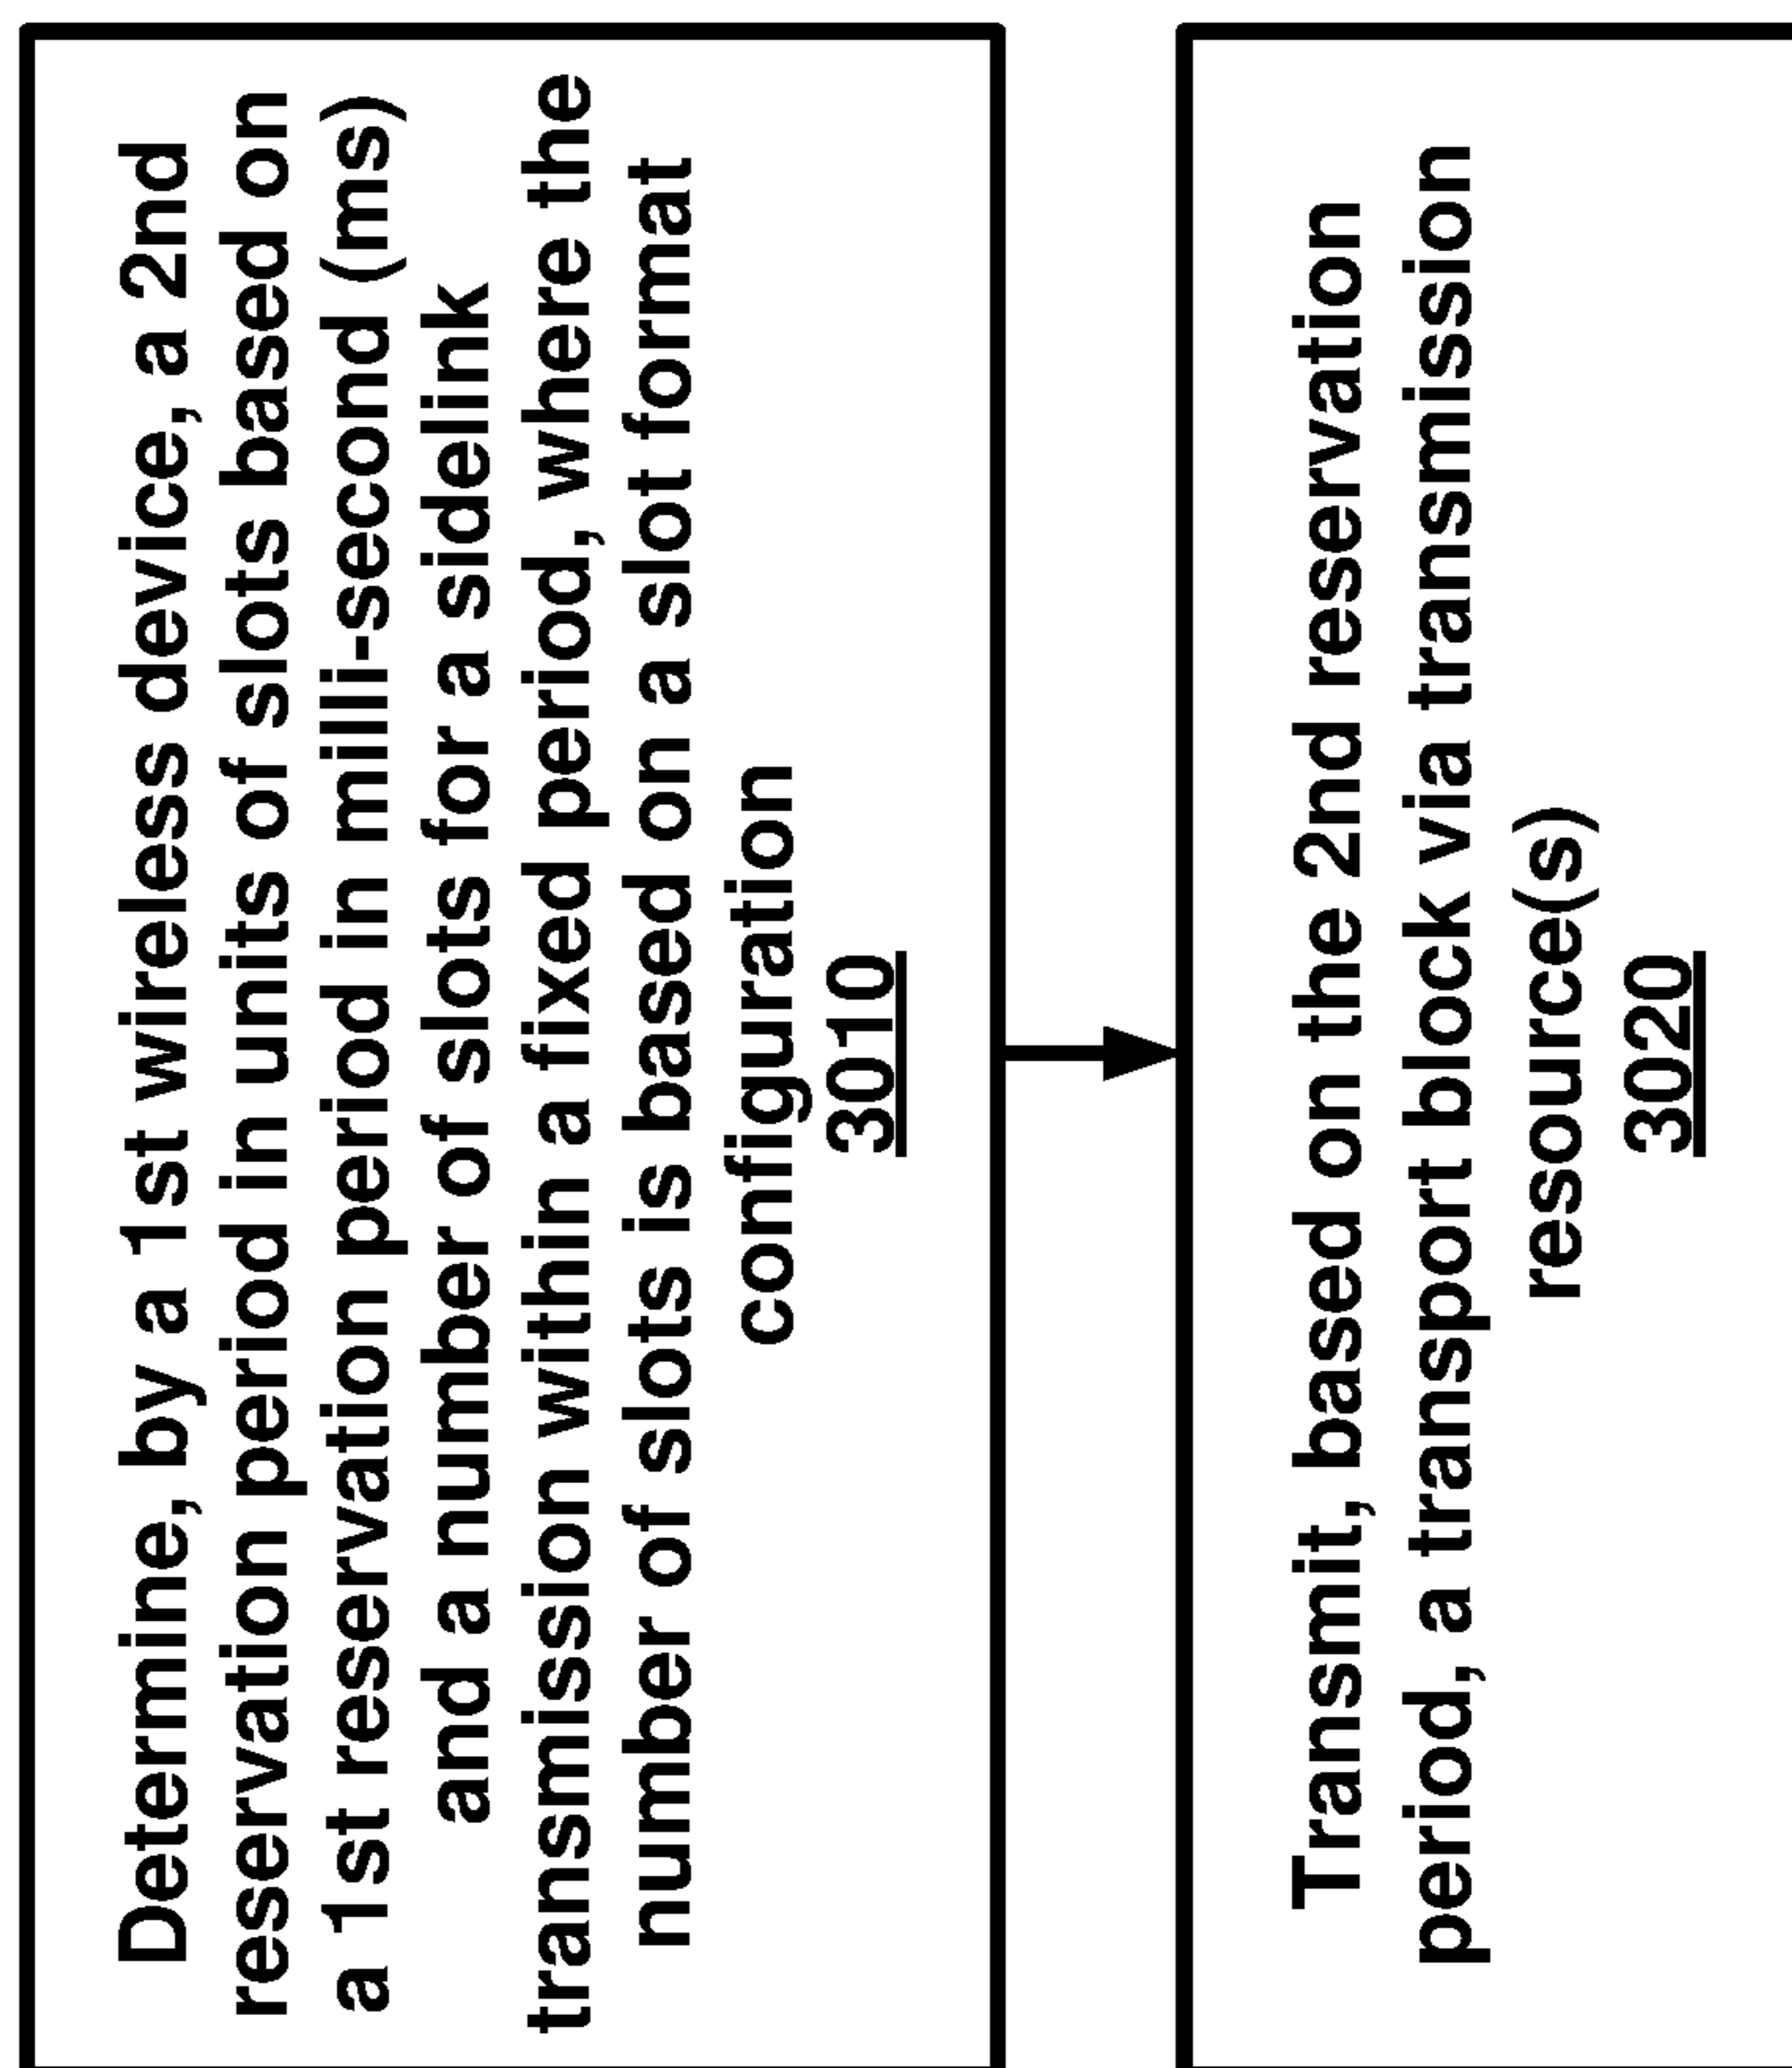 Determine, by a 1st wireless device, a 2nd
reservation period in units of slots based on
a 1st reservation period in milli-second (ms)
and a number of slots for a sidelink
transmission within a fixed period, where the
number of slots is based on a slot format
configuration
3010
Transmit, based on the 2nd reservation
period, a transport block via transmission
resource(s)
3020